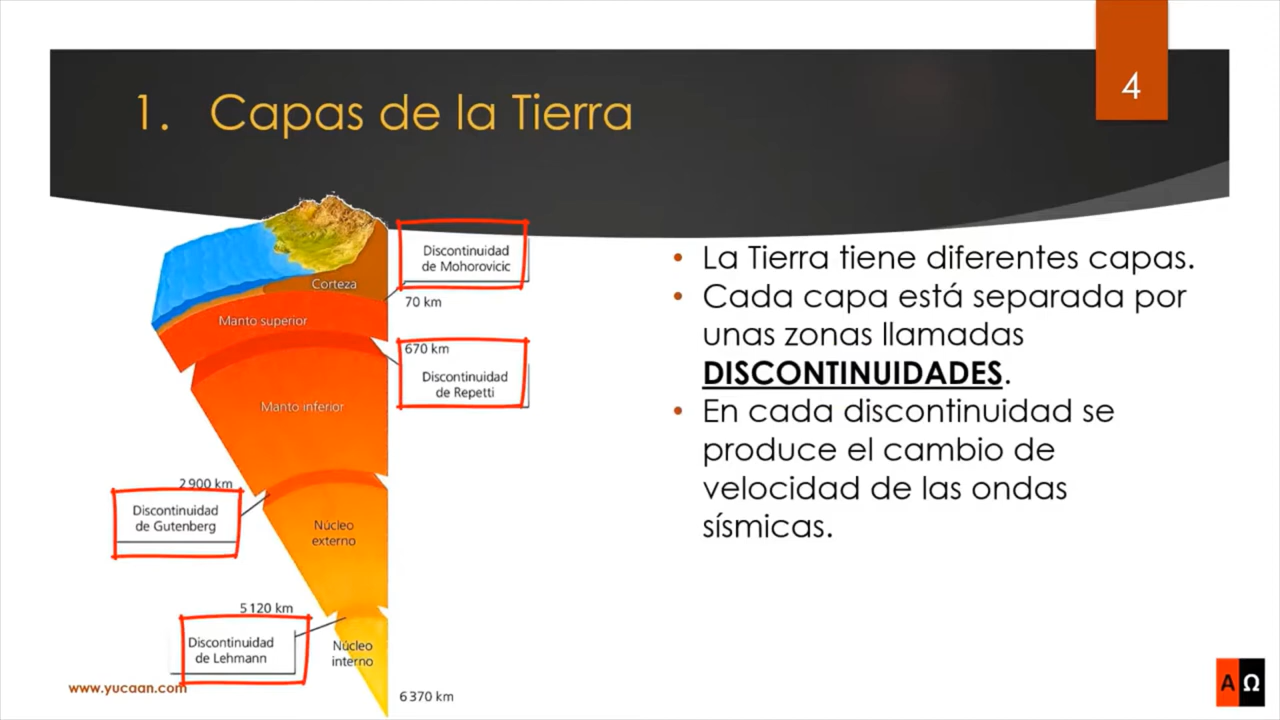 4
1. Capas de la Tierra
Discontinuidad
de Mohorovicic
Corteza
70 km
Manto superior
670 km
Discontinuidad
de Repetti
Manto inferior
2 900 km
Discontinuidad
de Gutenberg
Núcleo
externo
5 120 km
Discontinuidad
de Lehmann
Núcleo
interno
6 370 km
www.yucaan.com
• La Tierra tiene diferentes capas.
• Cada capa está separada por
unas zonas llamadas
DISCONTINUIDADES.
• En cada discontinuidad se
produce el cambio de
velocidad de las ondas
sísmicas.
A Ω